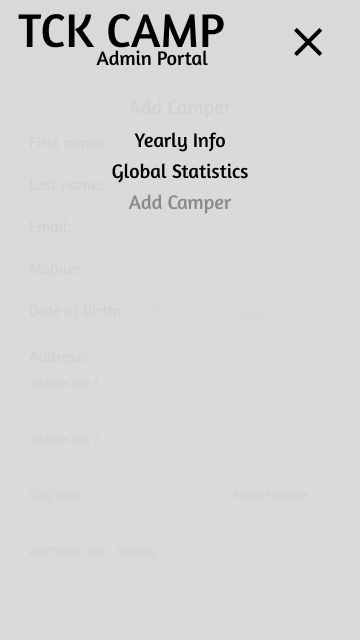 TCK CAMP
Admin Portal
Add Camper
First name:
Yearly Info
Global Statistics
Last name:
Add Camper
Email:
Mobile:
Date of Birth: dd mm yyyy
Address:
Address line 1
Address line 2
City/Town State/Province
Zip/Postal code Country